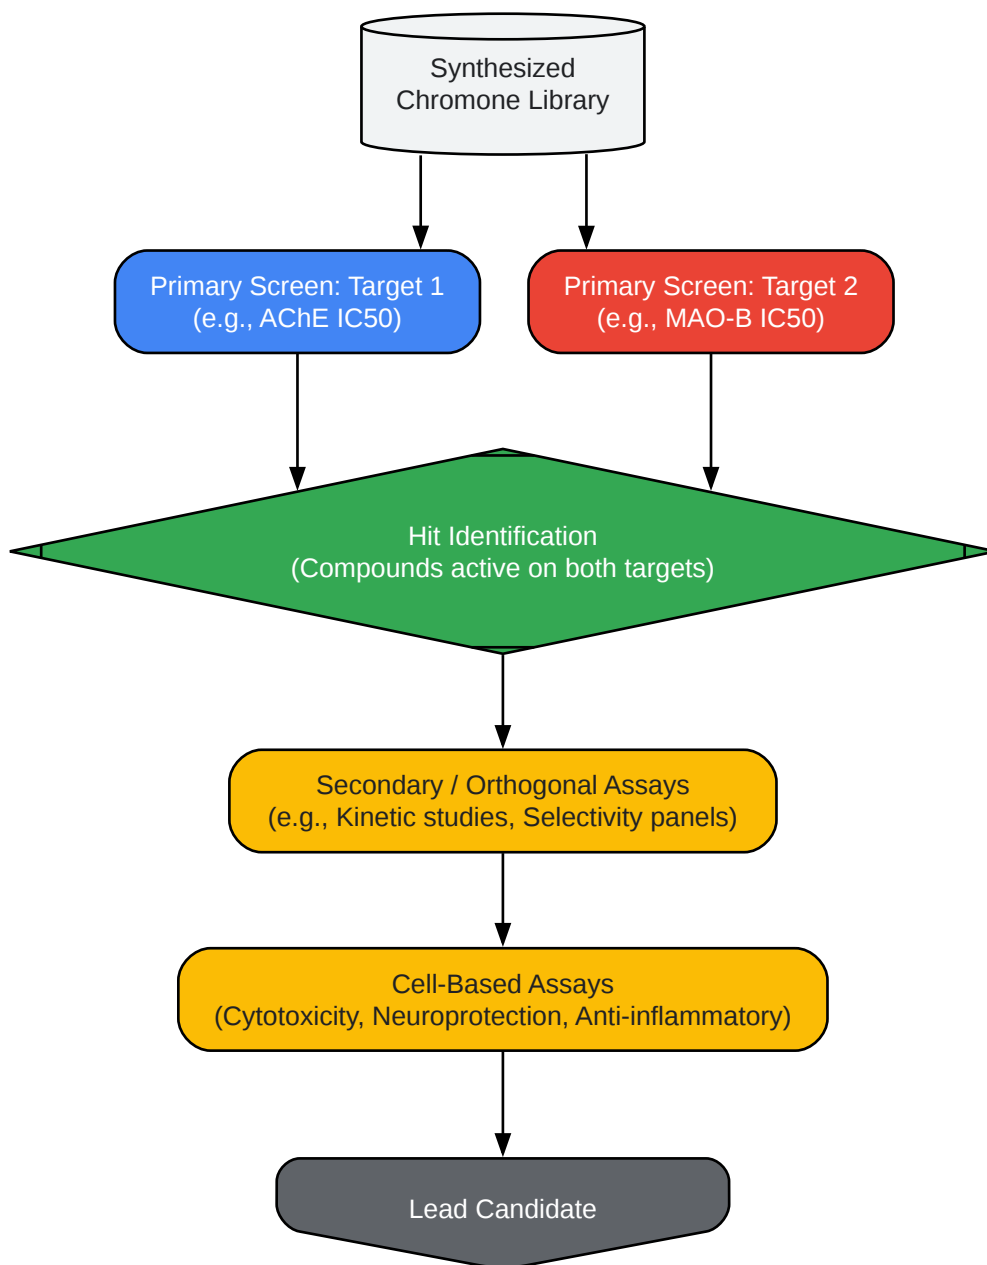 Synthesized
Chromone Library
Primary Screen: Target 1
(e.g., AChE IC50)
Primary Screen: Target 2
(e.g., MAO-B IC50)
Hit Identification
(Compounds active on both targets)
Secondary / Orthogonal Assays
(e.g., Kinetic studies, Selectivity panels)
Cell-Based Assays
(Cytotoxicity, Neuroprotection, Anti-inflammatory)
Lead Candidate